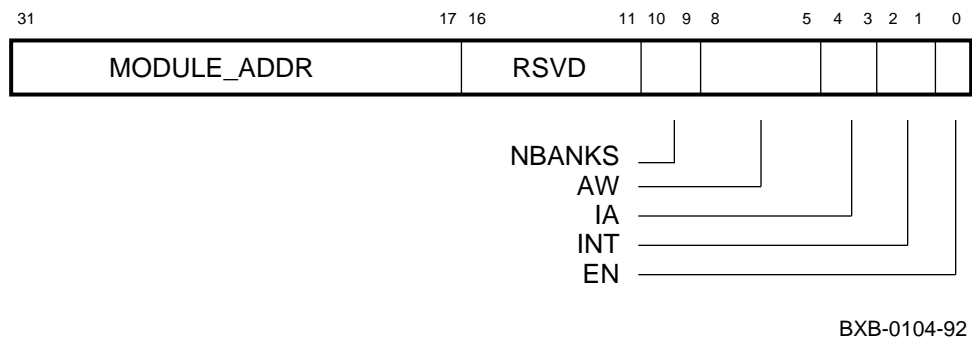 31 17 16 11 10 9 8 5 4 3 2 1 0
MODULE_ADDR RSVD
NBANKS
AW
IA
INT
EN
BXB-0104-92